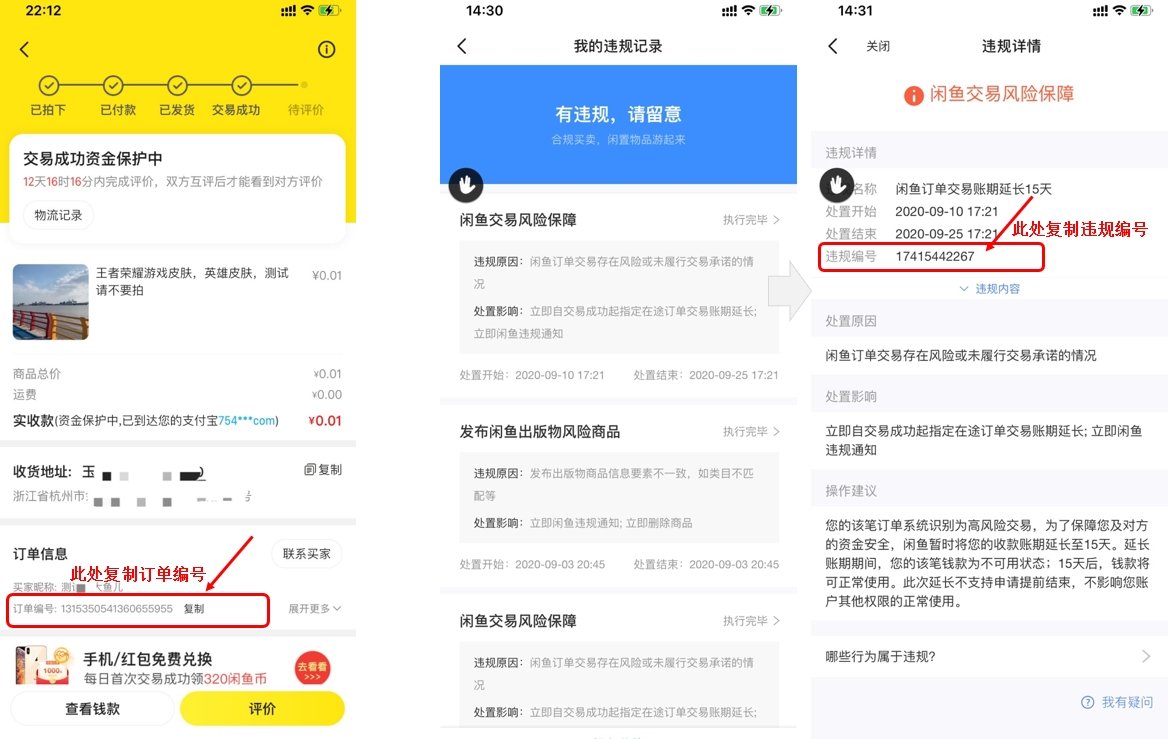 22:12
已拍下
已付款
已发货
交易成功
待评价
交易成功资金保护中
12天16时16分内完成评价，双方互评后才能看到对方评价
物流记录
王者荣耀游戏皮肤，英雄皮肤，测试
请不要拍
¥0.01
商品总价
¥0.01
运费
¥0.00
实收款(资金保护中,已到达您的支付宝754***com)
¥0.01
收货地址: 玉
复制
浙江省杭州市
订单信息
联系买家
此处复制订单编号
买家昵称:
大鱼儿
订单编号: 1315350541360655955 复制
展开更多
手机/红包免费兑换
每日首次交易成功领320闲鱼币
去看看
>>>
查看钱款
评价
14:30
我的违规记录
有违规，请留意
合规买卖，闲置物品游起来
闲鱼交易风险保障
执行完毕
违规原因：闲鱼订单交易存在风险或未履行交易承诺的情
况
处置影响：立即自交易成功起指定在途订单交易账期延长;
立即闲鱼违规通知
处置开始：2020-09-10 17:21
处置结束：2020-09-25 17:21
发布闲鱼出版物风险商品
执行完毕
违规原因：发布出版物商品信息要素不一致，如类目不匹
配等
处置影响：立即闲鱼违规通知; 立即删除商品
处置开始：2020-09-03 20:45
处置结束：2020-09-03 20:45
闲鱼交易风险保障
执行完毕
违规原因：闲鱼订单交易存在风险或未履行交易承诺的情
况
处置影响：立即自交易成功起指定在途订单交易账期延长;
14:31
关闭
违规详情
闲鱼交易风险保障
违规详情
名称 闲鱼订单交易账期延长15天
处置开始 2020-09-10 17:21
处置结束 2020-09-25 17:21
此处复制违规编号
违规编号 17415442267
违规内容
处置原因
闲鱼订单交易存在风险或未履行交易承诺的情况
处置影响
立即自交易成功起指定在途订单交易账期延长; 立即闲鱼
违规通知
操作建议
您的该笔订单系统识别为高风险交易，为了保障您及对方
的资金安全，闲鱼暂时将您的收款账期延长至15天。延长
账期期间，您的该笔钱款为不可用状态；15天后，钱款将
可正常使用。此次延长不支持申请提前结束，不影响您账
户其他权限的正常使用。
哪些行为属于违规?
我有疑问